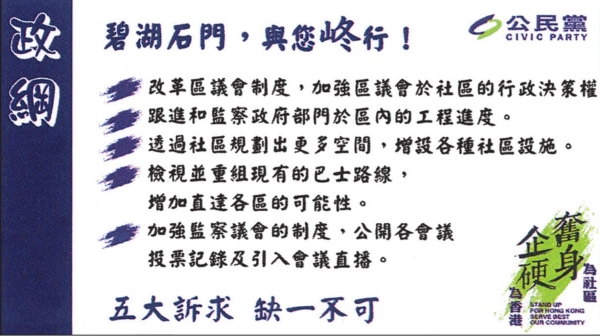 政綱
碧湖石門，與您峂行！
公民黨
CIVIC PARTY
改革區議會制度，加強區議會於社區的行政決策權
跟進和監察政府部門於區內的工程進度。
透過社區規劃出更多空間，增設各種社區設施。
檢視並重組現有的巴士路線，
增加直達各區的可能性。
加強監察議會的制度，公開各會議
投票記錄及引入會議直播。
五大訴求 缺一不可
奮身
企硬
為社區
為香港
STAND UP
FOR HONG KONG
SERVE BEST
OUR COMMUNITY